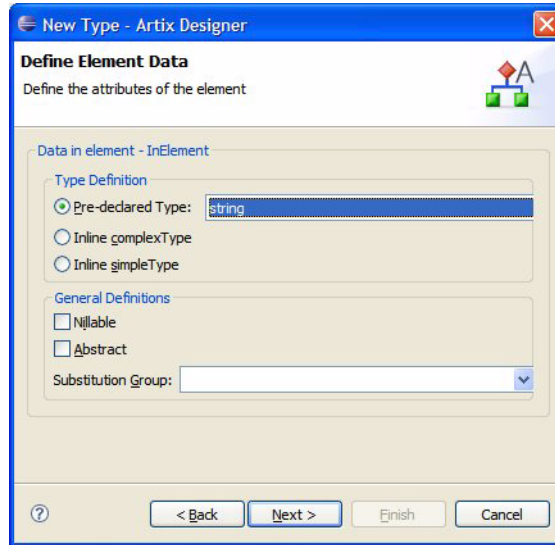 New Type - Artix Designer
Define Element Data
Define the attributes of the element
A
Data in element - InElement
Type Definition
Pre-declared Type: string
Inline complexType
Inline simpleType
General Definitions
Nillable
Abstract
Substitution Group:
? < Back Next > Finish Cancel